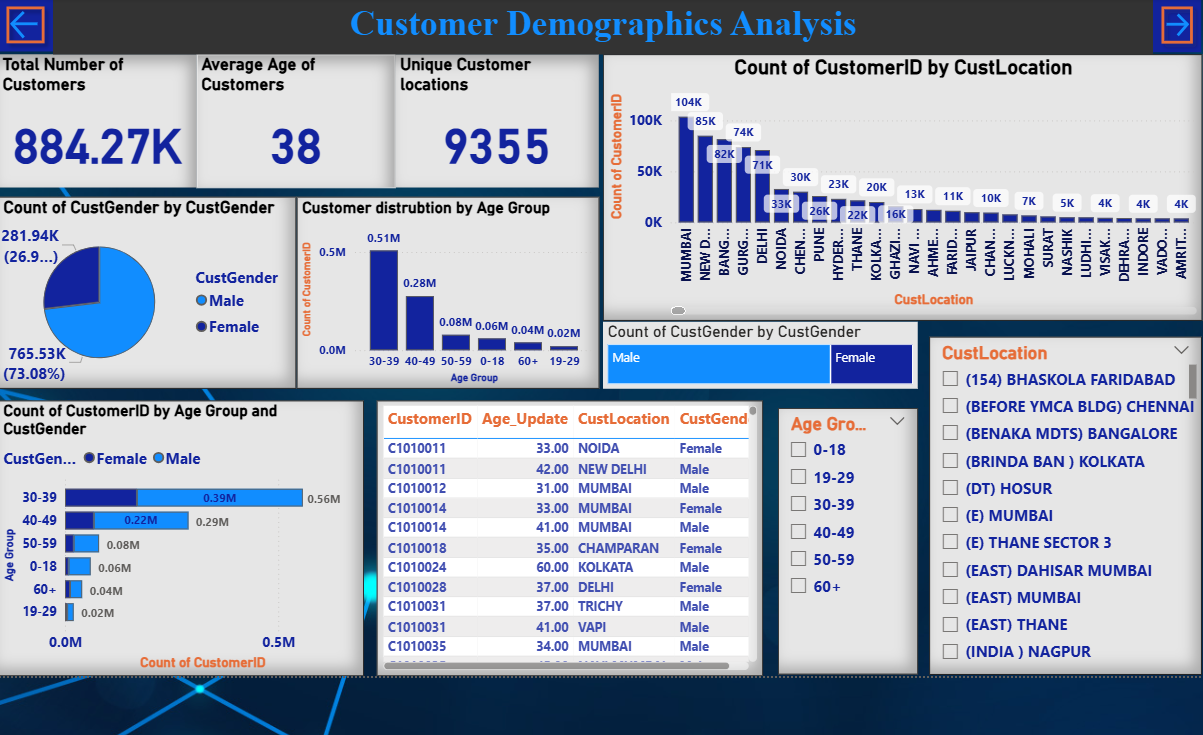 Customer Demographics Analysis
Total Number of
Customers
884.27K
Average Age of
Customers
38
Unique Customer
locations
9355
Count of CustomerID by CustLocation
Count of CustomerID
100K
50K
0K
104K
85K
82K
74K
71K
33K
30K
26K
23K
22K
20K
16K
13K
11K
10K
7K
5K
4K
4K
4K
MUMBAI
NEW D...
BANG...
GURG...
DELHI
NOIDA
CHEN...
PUNE
HYDER...
THANE
KOLKA...
GHAZI...
NAVI ...
AHME...
FARID...
JAIPUR
CHAN...
LUCKN...
MOHALI
SURAT
NASHIK
LUDHI...
VISAK...
DEHRA...
INDORE
VADO...
AMRIT...
CustLocation
Count of CustGender by CustGender
281.94K
(26.9...)
765.53K
(73.08%)
CustGender
Male
Female
Customer distrubtion by Age Group
Count of CustomerID
0.5M
0.0M
0.51M
0.28M
0.08M
0.06M
0.04M
0.02M
30-39 40-49 50-59 0-18 60+ 19-29
Age Group
Count of CustGender by CustGender
Male
Female
Count of CustomerID by Age Group and
CustGender
CustGen... Female Male
Age Group
30-39 0.39M 0.56M
40-49 0.22M 0.29M
50-59 0.08M
0-18 0.06M
60+ 0.04M
19-29 0.02M
0.0M 0.5M
Count of CustomerID
CustomerID Age_Update CustLocation CustGend
C1010011 33.00 NOIDA Female
C1010011 42.00 NEW DELHI Male
C1010012 31.00 MUMBAI Male
C1010014 33.00 MUMBAI Female
C1010014 41.00 MUMBAI Male
C1010018 35.00 CHAMPARAN Female
C1010024 60.00 KOLKATA Male
C1010028 37.00 DELHI Female
C1010031 37.00 TRICHY Male
C1010031 41.00 VAPI Male
C1010035 34.00 MUMBAI Male
Age Gro...
0-18
19-29
30-39
40-49
50-59
60+
CustLocation
(154) BHASKOLA FARIDABAD
(BEFORE YMCA BLDG) CHENNAI
(BENAKA MDTS) BANGALORE
(BRINDA BAN ) KOLKATA
(DT) HOSUR
(E) MUMBAI
(E) THANE SECTOR 3
(EAST) DAHISAR MUMBAI
(EAST) MUMBAI
(EAST) THANE
(INDIA ) NAGPUR